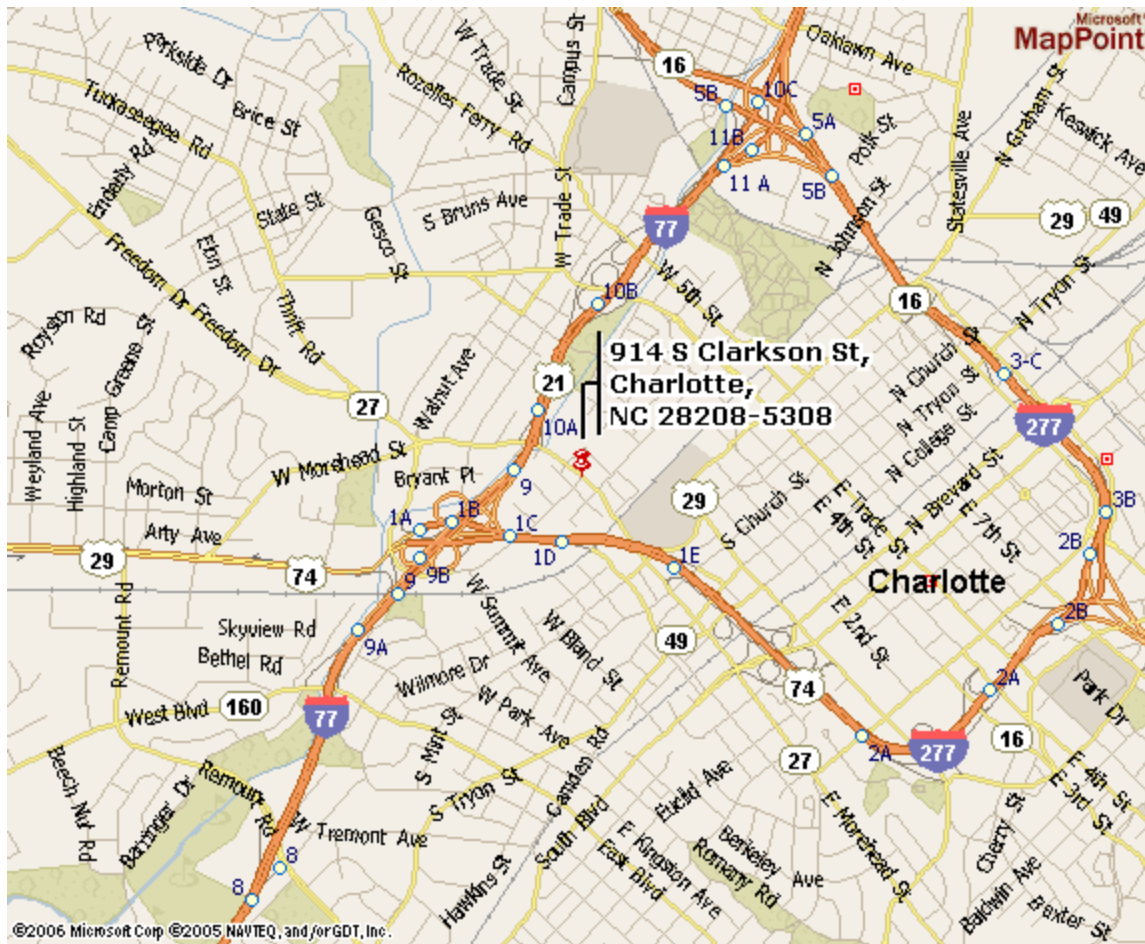 Microsoft
MapPoint
Parkside Dr
Tuckaseegee Rd
Brice St
Enderly Rd
State St
Elon St
Gesco St
S Bruns Ave
Rozelles Ferry Rd
W Trade St
Campus St
W Trade St
16
5B
10C
11B
5A
11 A
5B
Oaklawn Ave
Polk St
N Johnson St
Statesville Ave
N Graham St
Keswick Ave
29
49
77
W 5th St
16
N Tryon St
10B
Freedom Dr
Freedom Dr
Thrift Rd
Royston Rd
Camp Greene St
Weyland Ave
Highland St
27
Walnut Ave
21
10A
914 S Clarkson St,
Charlotte,
NC 28208-5308
N Church St
N Tryon St
N College St
3-C
277
W Morehead St
Morton St
Arty Ave
Bryant Pl
9
1A
1B
1C
1D
1E
29
S Church St
E Trade St
E 4th St
N Brevard St
E 7th St
3B
2B
2B
29
74
9B
9
9A
Charlotte
Remount Rd
Skyview Rd
Bethel Rd
W Summit Ave
W Bland St
49
E 2nd St
74
2A
2A
Park Dr
West Blvd
160
77
Wilmore Dr
W Park Ave
S Mint St
Camden Rd
27
277
16
Beech Nut Rd
Barringer Dr
Remount Rd
W Tremont Ave
S Tryon St
South Blvd
Euclid Ave
E Kingston Ave
East Blvd
Berkeley Ave
Romany Rd
E Morehead St
Cherry St
E 4th St
E 3rd St
Baldwin Ave
Baxter St
Hawkins St
8
8
©2006 Microsoft Corp ©2005 NAVTEQ, and/or GDT, Inc.